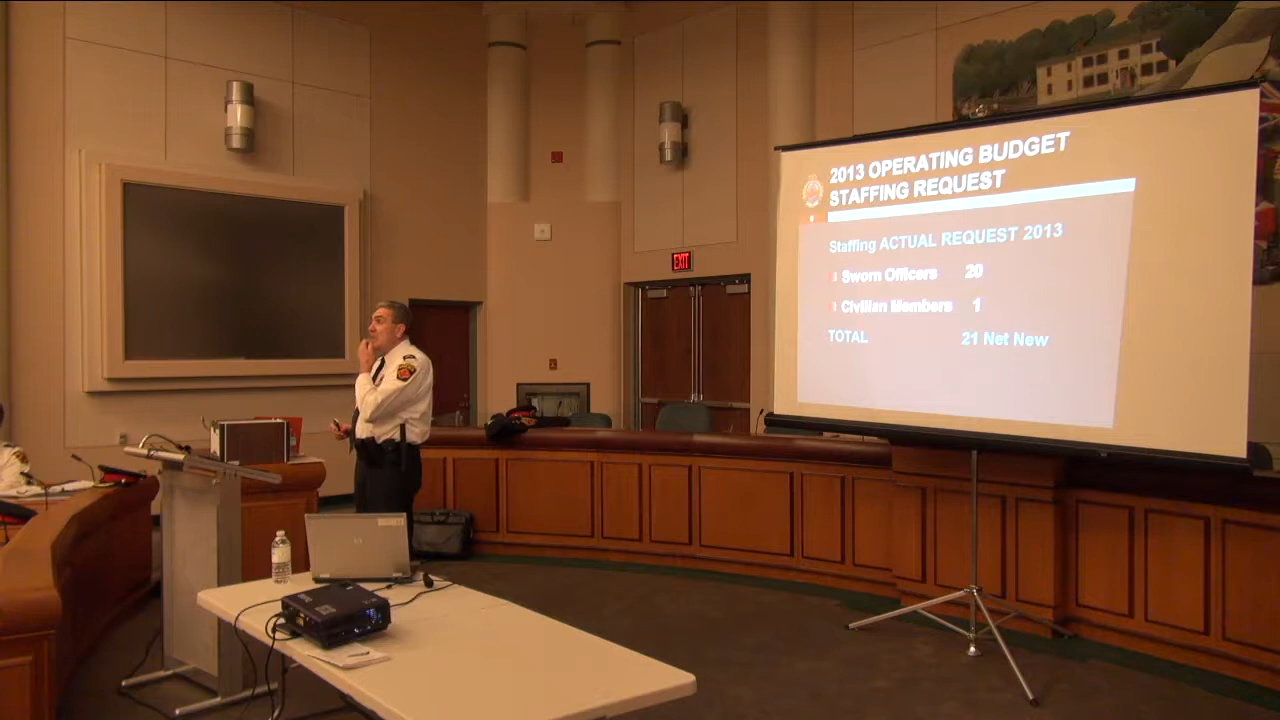 2013 OPERATING BUDGET
STAFFING REQUEST
Staffing ACTUAL REQUEST 2013
Sworn Officers 20
Civilian Members 1
TOTAL 21 Net New
EXIT
hp